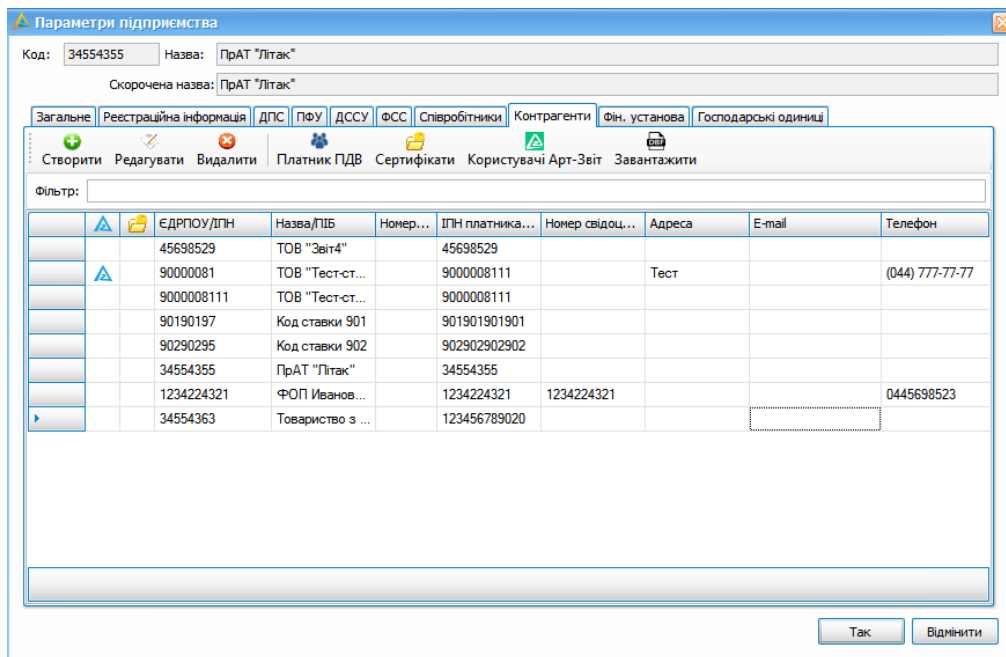 Параметри підприємства
Код: 34554355 Назва: ПрАТ "Літак"
Скорочена назва: ПрАТ "Літак"
Загальне Реєстраційна інформація ДПС ПФУ ДССУ ФСС Співробітники Контрагенти Фін. установа Господарські одиниці
DBF
Створити Редагувати Видалити Платник ПДВ Сертифікати Користувачі Арт-Звіт Завантажити
Фільтр:
ЄДРПОУ/ІПН Назва/ПІБ Номер... ІПН платника... Номер свідоц... Адреса E-mail Телефон
45698529 ТОВ "Звіт4" 45698529
90000081 ТОВ "Тест-ст... 9000008111 Тест (044) 777-77-77
9000008111 ТОВ "Тест-ст... 9000008111
90190197 Код ставки 901 901901901901
90290295 Код ставки 902 902902902902
34554355 ПрАТ "Літак" 34554355
1234224321 ФОП Иванов... 1234224321 1234224321 0445698523
34554363 Товариство з ... 123456789020
Так Відмінити